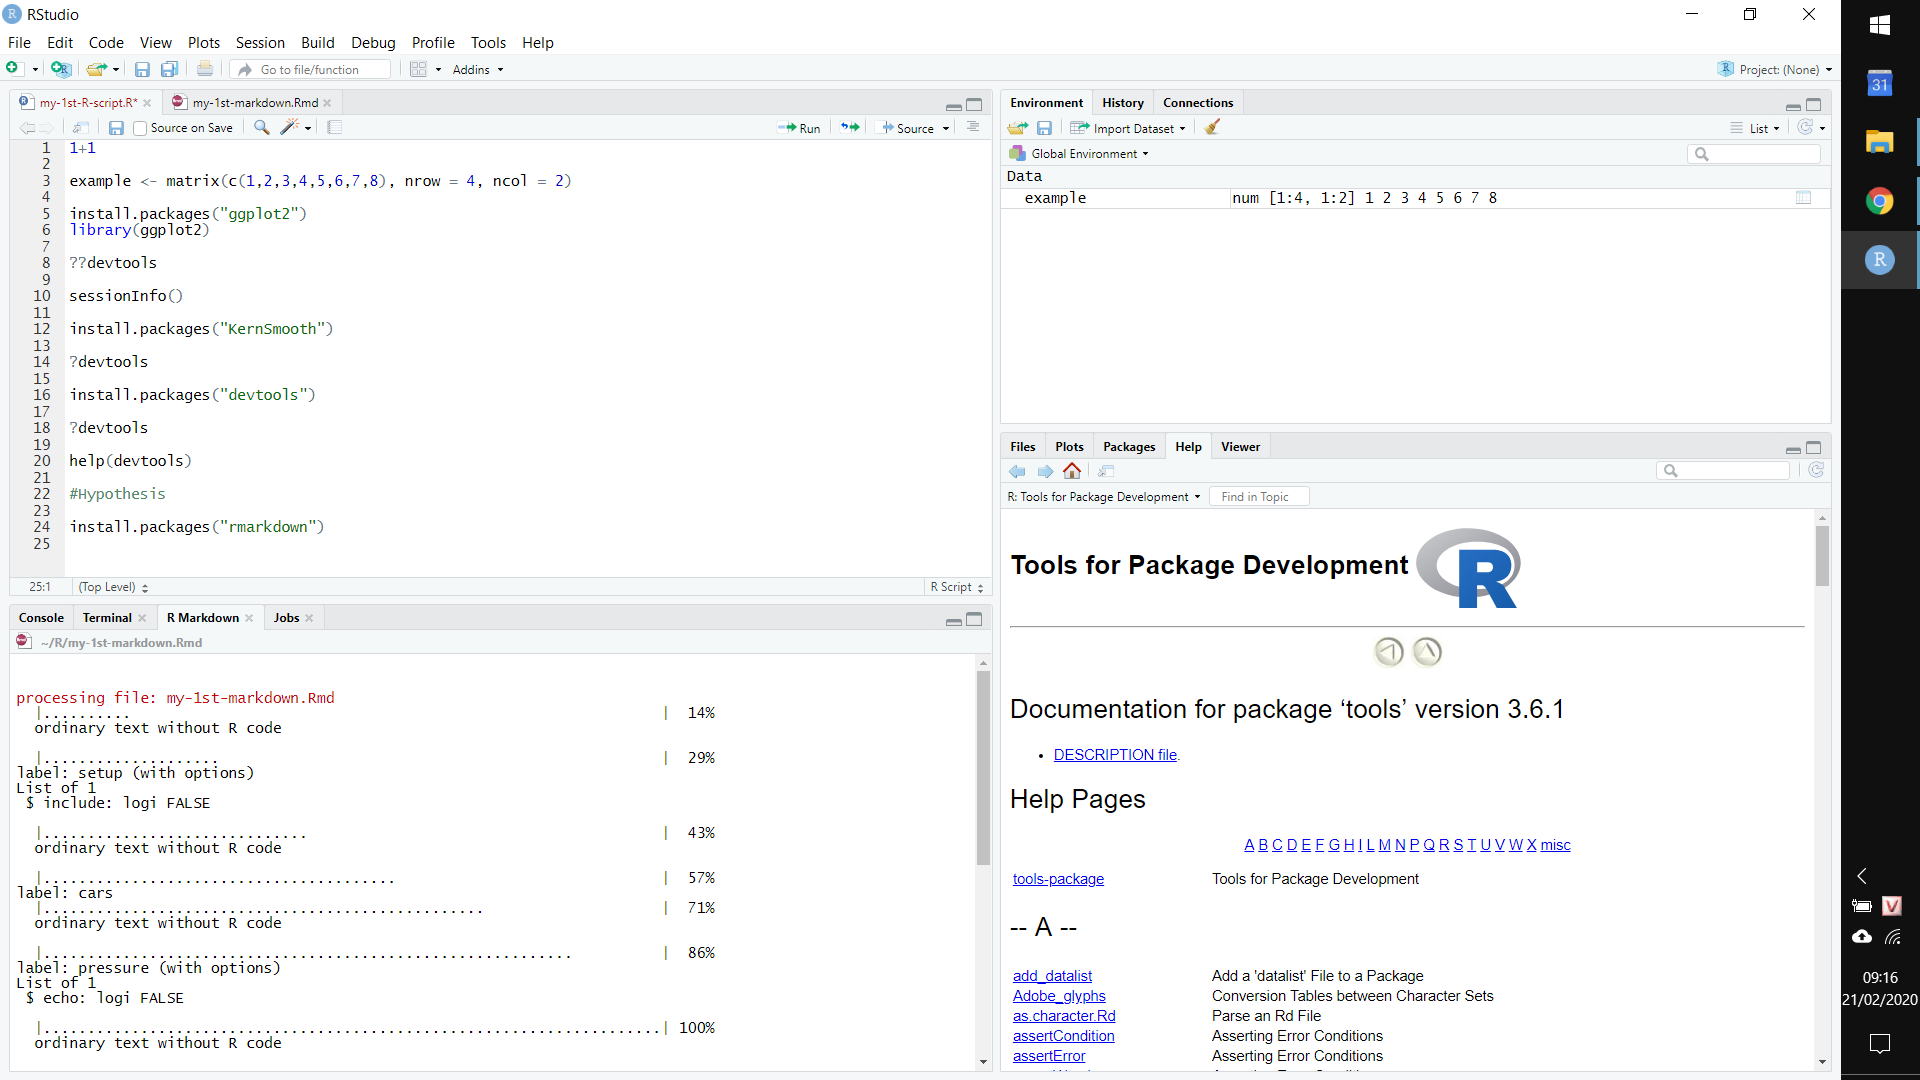 RStudio
File Edit Code View Plots Session Build Debug Profile Tools Help
Go to file/function Addins Project: (None)
my-1st-R-script.R* my-1st-markdown.Rmd
Source on Save Run Source
1 1+1
2
3 example <- matrix(c(1,2,3,4,5,6,7,8), nrow = 4, ncol = 2)
4
5 install.packages("ggplot2")
6 library(ggplot2)
7
8 ??devtools
9
10 sessionInfo()
11
12 install.packages("KernSmooth")
13
14 ?devtools
15
16 install.packages("devtools")
17
18 ?devtools
19
20 help(devtools)
21
22 #Hypothesis
23
24 install.packages("rmarkdown")
25
25:1 (Top Level) R Script
Console Terminal R Markdown Jobs
~/R/my-1st-markdown.Rmd
processing file: my-1st-markdown.Rmd
|.......... | 14%
ordinary text without R code
|.................... | 29%
label: setup (with options)
List of 1
$ include: logi FALSE
|.............................. | 43%
ordinary text without R code
|........................................ | 57%
label: cars
|.................................................. | 71%
ordinary text without R code
|............................................................ | 86%
label: pressure (with options)
List of 1
$ echo: logi FALSE
|......................................................................| 100%
ordinary text without R code
Environment History Connections
Import Dataset List
Global Environment
Data
example num [1:4, 1:2] 1 2 3 4 5 6 7 8
Files Plots Packages Help Viewer
R: Tools for Package Development Find in Topic
Tools for Package Development R
Documentation for package ‘tools’ version 3.6.1
• DESCRIPTION file.
Help Pages
A B C D E F G H I L M N P Q R S T U V W X misc
tools-package Tools for Package Development
-- A --
add_datalist Add a 'datalist' File to a Package
Adobe_glyphs Conversion Tables between Character Sets
as.character.Rd Parse an Rd File
assertCondition Asserting Error Conditions
assertError Asserting Error Conditions
31
R
V
09:16
21/02/2020